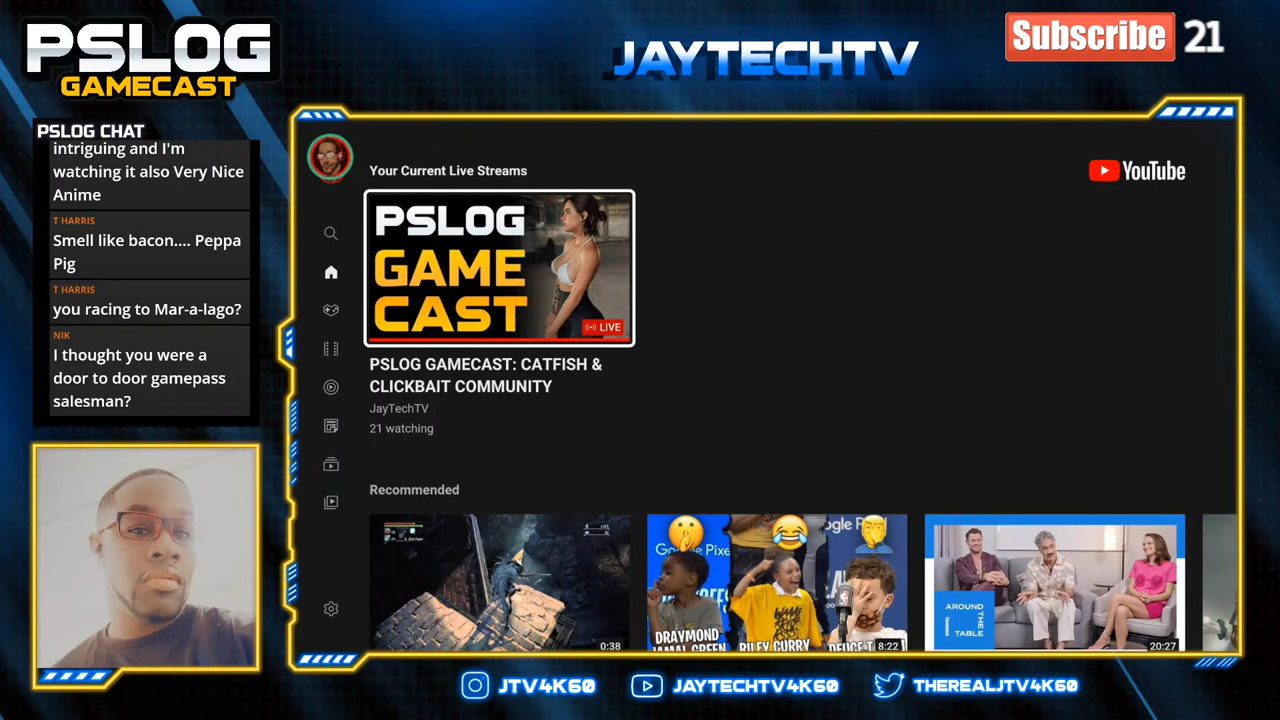 PSLOG
GAMECAST
JAYTECHTV
Subscribe 21
PSLOG CHAT
intriguing and I'm
watching it also Very Nice
Anime
T HARRIS
Smell like bacon.... Peppa
Pig
T HARRIS
you racing to Mar-a-lago?
NIK
I thought you were a
door to door gamepass
salesman?
Your Current Live Streams
YouTube
PSLOG
GAME
CAST
LIVE
PSLOG GAMECAST: CATFISH &
CLICKBAIT COMMUNITY
JayTechTV
21 watching
Recommended
0:38
DRAYMOND
JAMAL GREEN
RILEY CURRY
8:22
AROUND
THE
TABLE
20:27
JTV4K60
JAYTECHTV4K60
THEREALJTV4K60